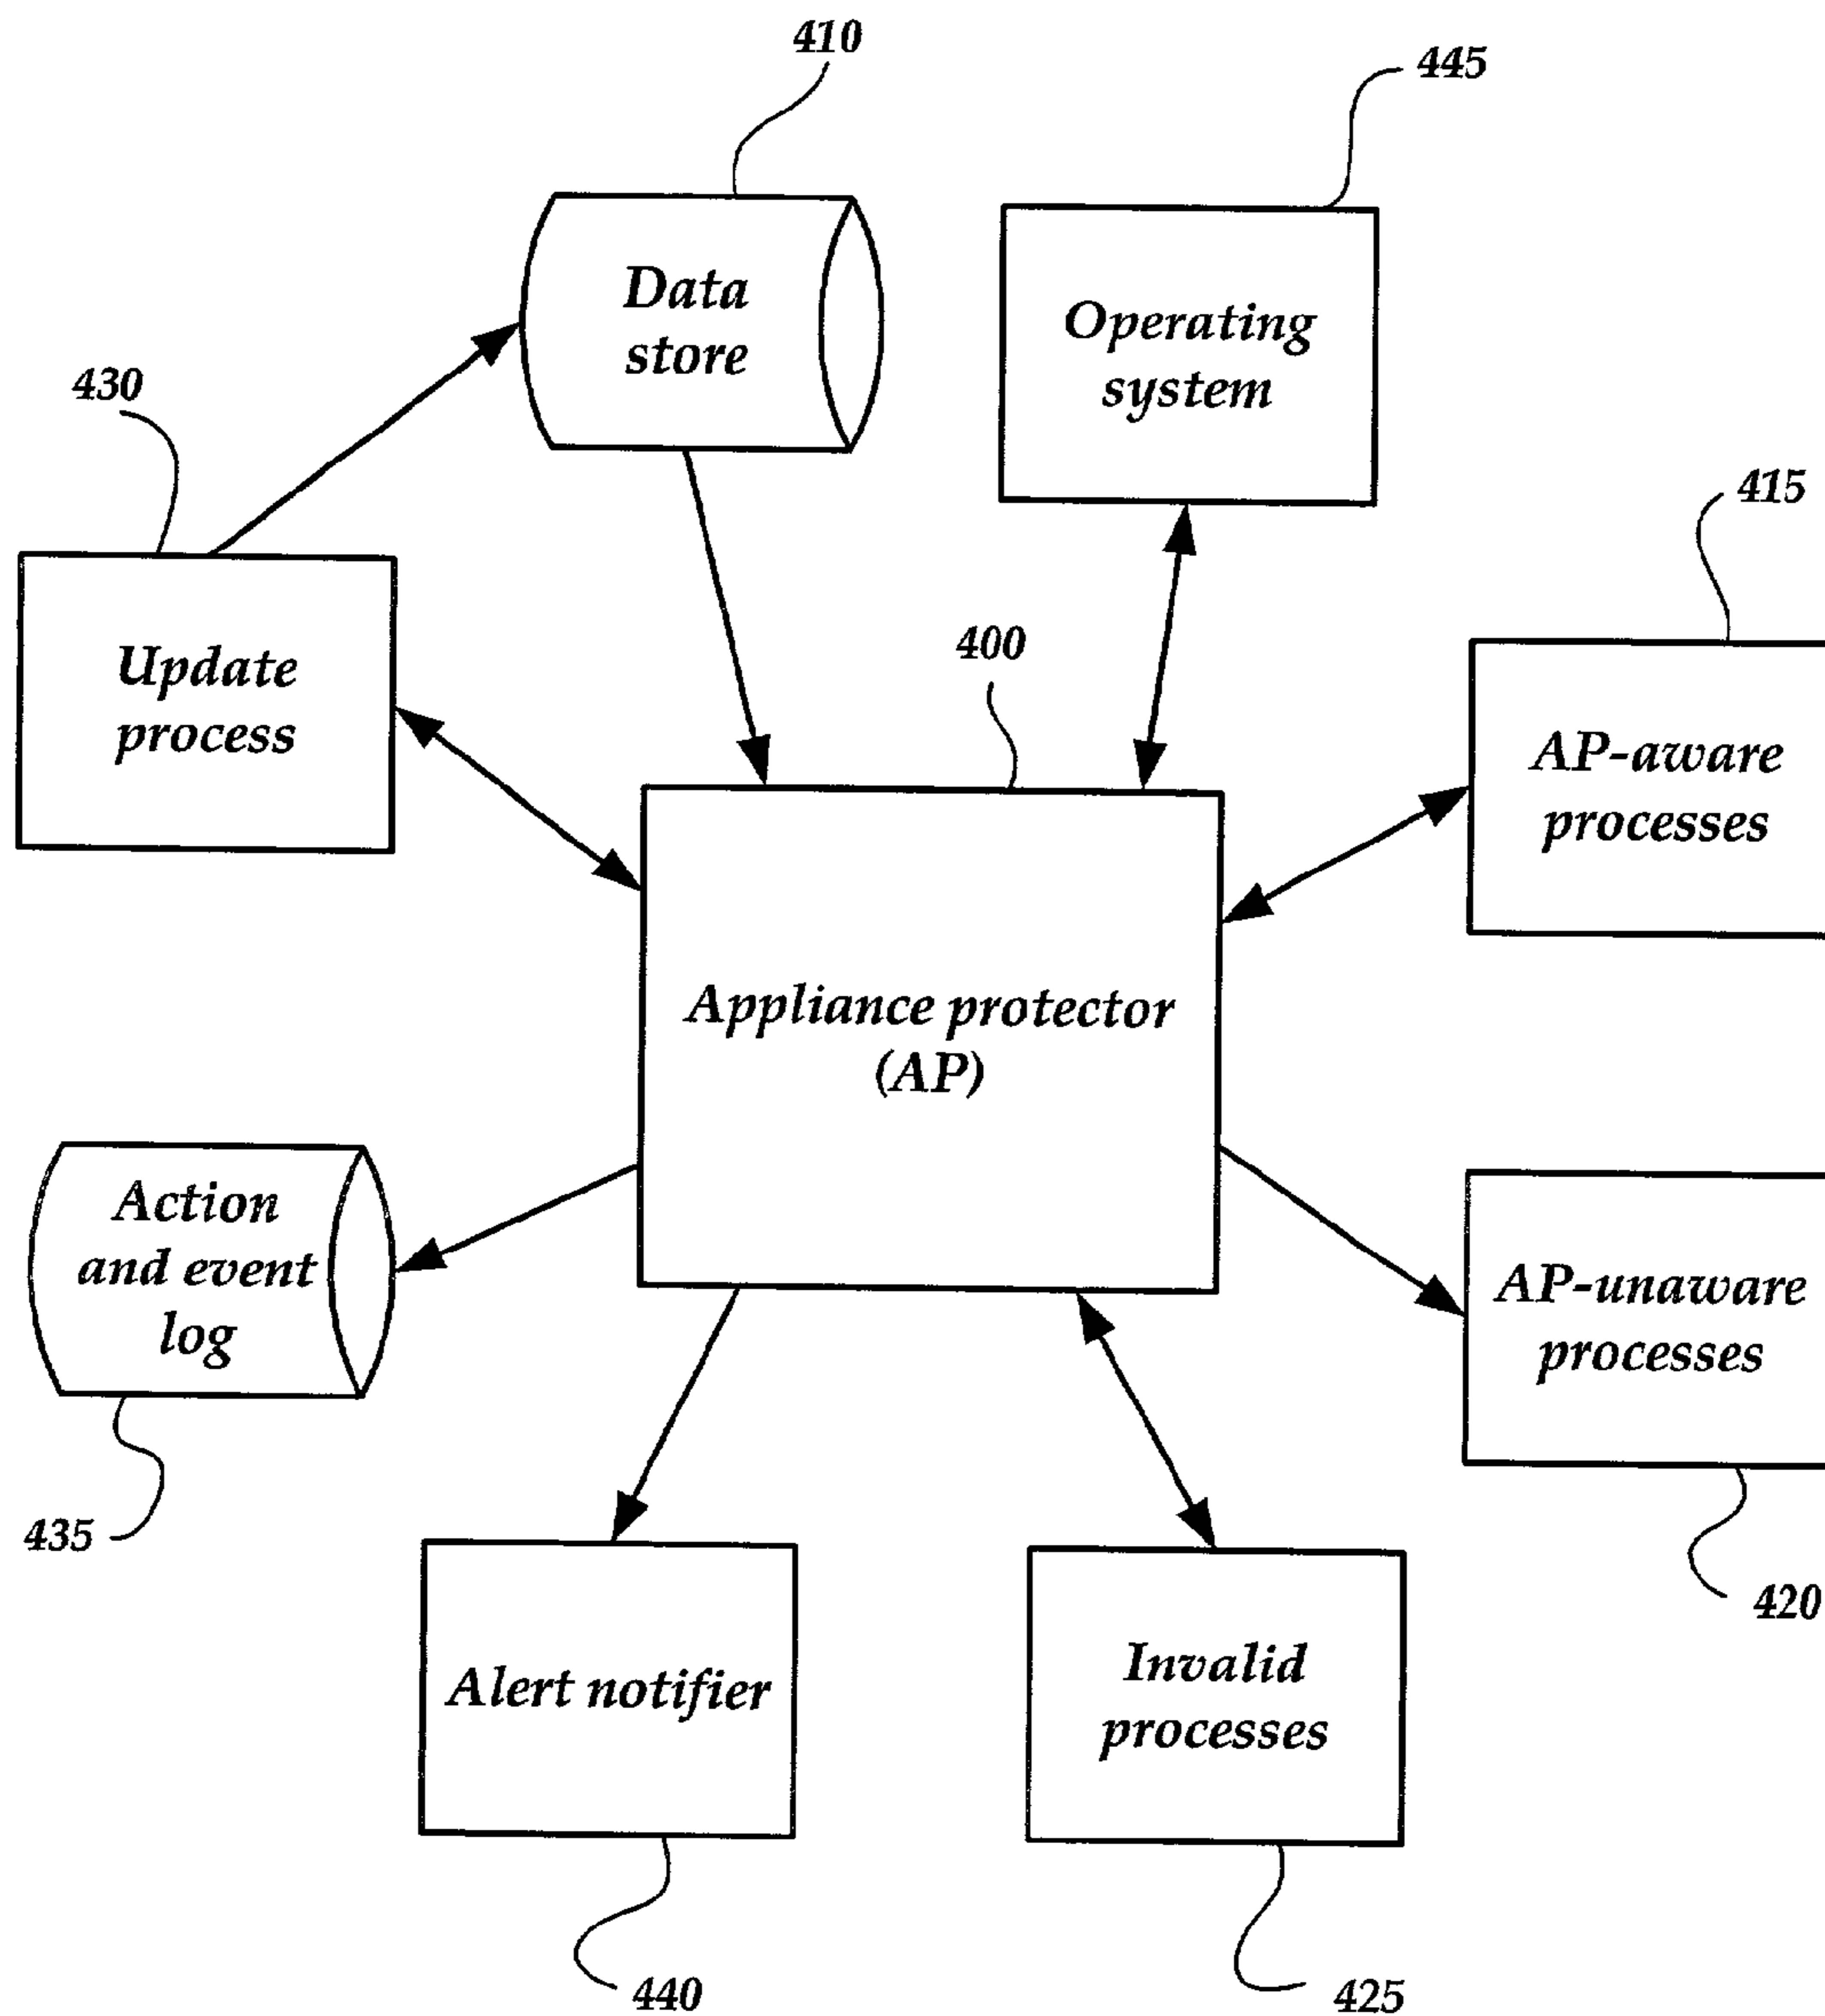 410
445
Data
store
Operating
system
430
415
Update
process
400
AP-aware
processes
Appliance protector
(AP)
Action
and event
log
AP-unaware
processes
435
420
Alert notifier
Invalid
processes
440
425